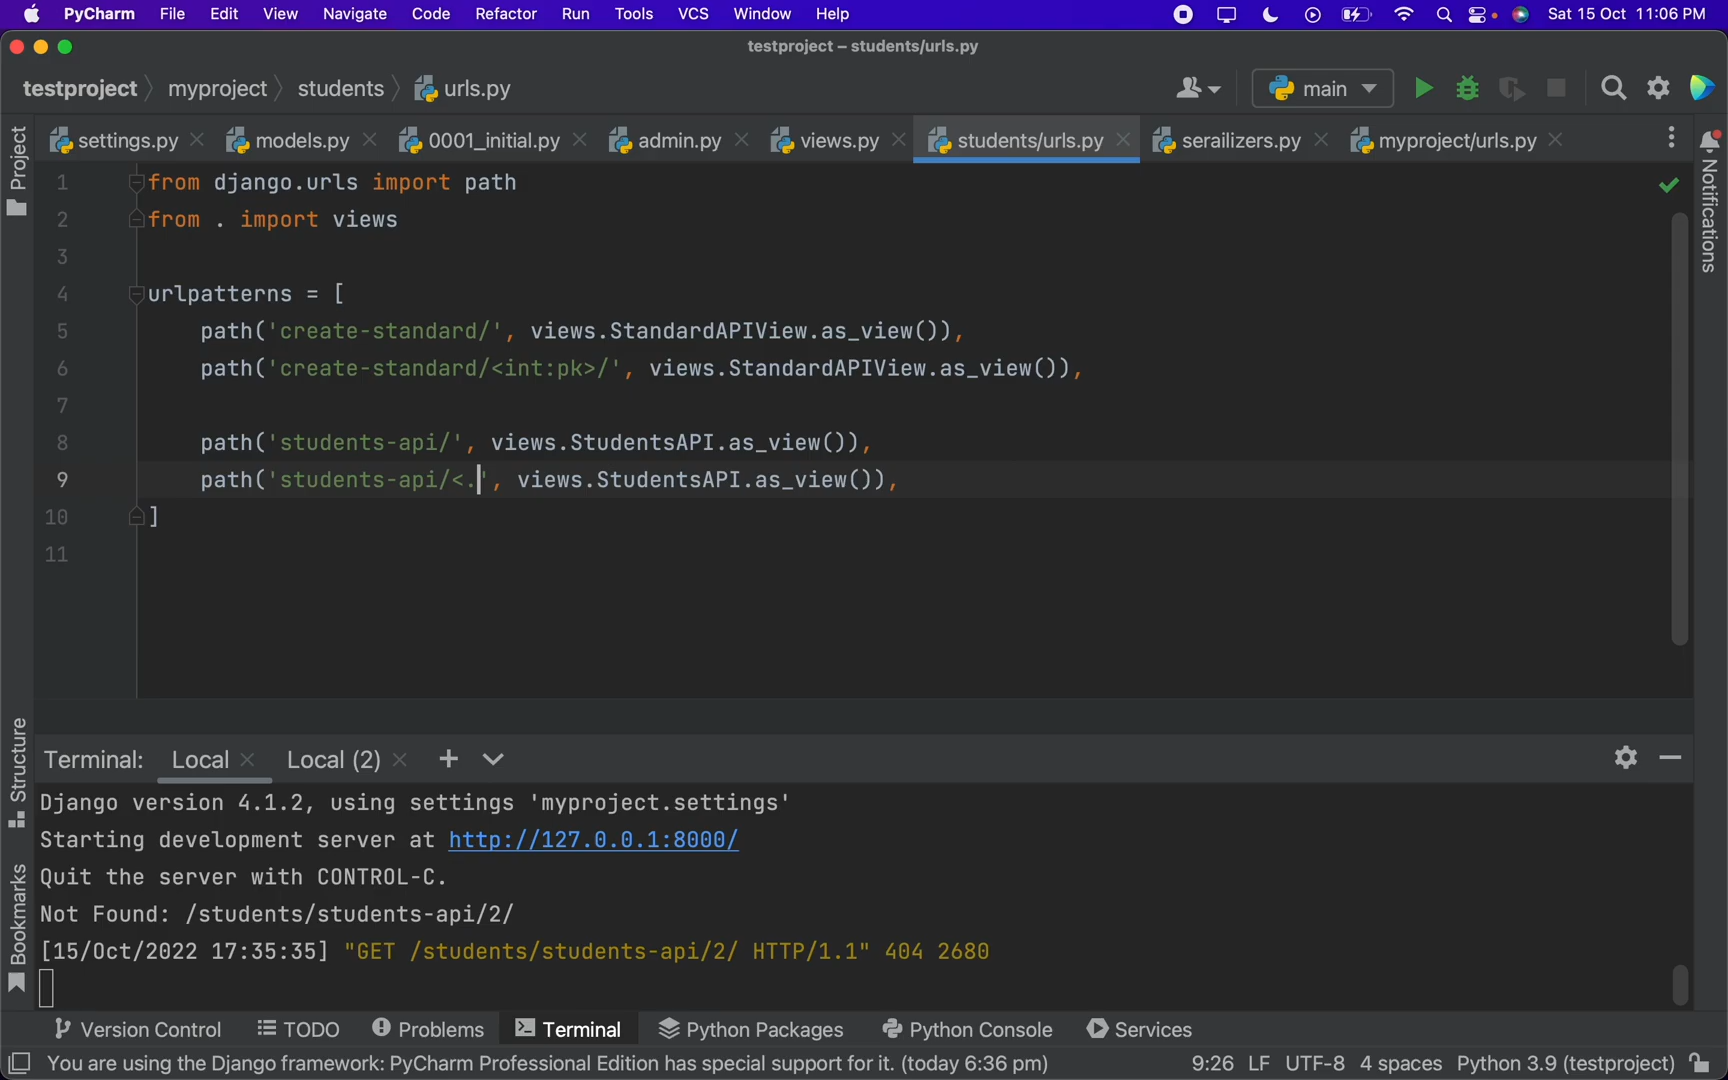 PyCharm File Edit View Navigate Code Refactor Run Tools VCS Window Help Sat 15 Oct 11:06 PM
testproject – students/urls.py
testproject myproject students urls.py main
settings.py models.py 0001_initial.py admin.py views.py students/urls.py serailizers.py myproject/urls.py
Project
Notifications
1 from django.urls import path
2 from . import views
3
4 urlpatterns = [
5 path('create-standard/', views.StandardAPIView.as_view()),
6 path('create-standard/<int:pk>/', views.StandardAPIView.as_view()),
7
8 path('students-api/', views.StudentsAPI.as_view()),
9 path('students-api/<.', views.StudentsAPI.as_view()),
10 ]
11
Structure
Bookmarks
Terminal: Local Local (2)
Django version 4.1.2, using settings 'myproject.settings'
Starting development server at http://127.0.0.1:8000/
Quit the server with CONTROL-C.
Not Found: /students/students-api/2/
[15/Oct/2022 17:35:35] "GET /students/students-api/2/ HTTP/1.1" 404 2680
Version Control TODO Problems Terminal Python Packages Python Console Services
You are using the Django framework: PyCharm Professional Edition has special support for it. (today 6:36 pm) 9:26 LF UTF-8 4 spaces Python 3.9 (testproject)